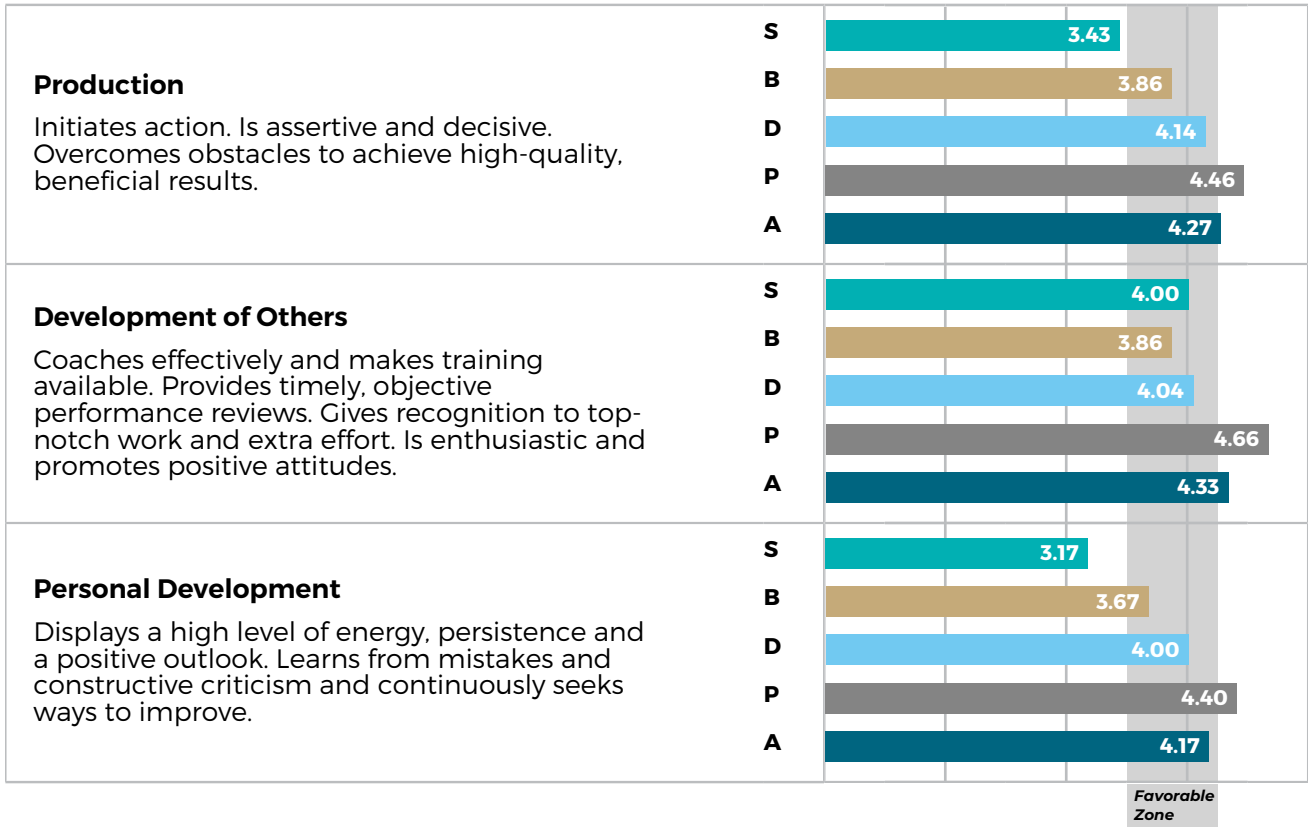 Production
Initiates action. Is assertive and decisive.
Overcomes obstacles to achieve high-quality,
beneficial results.
S 3.43
B 3.86
D 4.14
P 4.46
A 4.27
Development of Others
Coaches effectively and makes training
available. Provides timely, objective
performance reviews. Gives recognition to top-
notch work and extra effort. Is enthusiastic and
promotes positive attitudes.
S 4.00
B 3.86
D 4.04
P 4.66
A 4.33
Personal Development
Displays a high level of energy, persistence and
a positive outlook. Learns from mistakes and
constructive criticism and continuously seeks
ways to improve.
S 3.17
B 3.67
D 4.00
P 4.40
A 4.17
Favorable
Zone